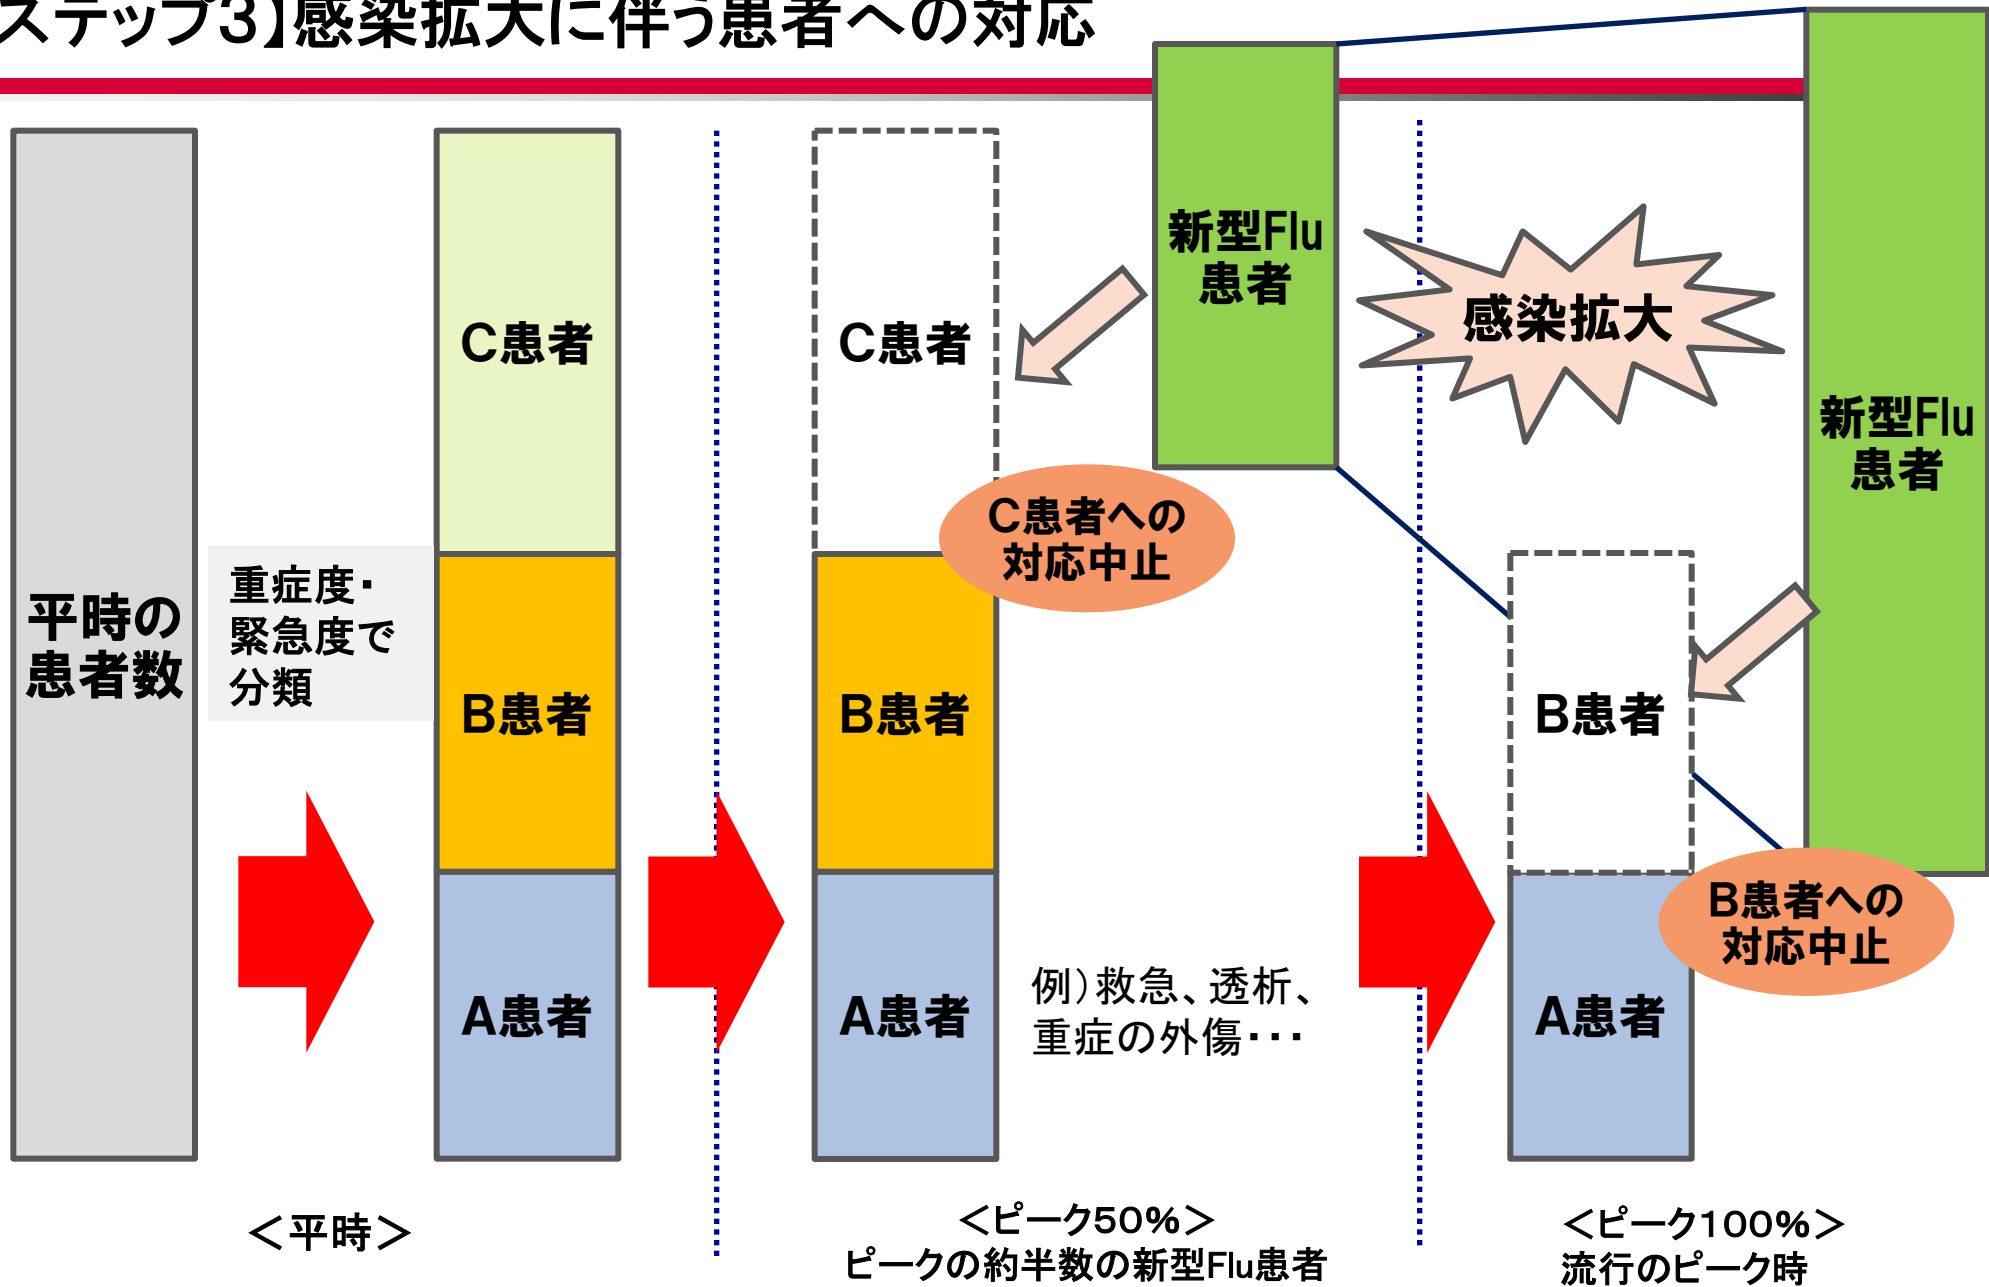 ステップ3】感染拡大に伴う患者への対応
平時の
患者数
重症度・
緊急度で
分類
C患者
B患者
A患者
＜平時＞
C患者
B患者
A患者
新型Flu
患者
C患者への
対応中止
例）救急、透析、
重症の外傷・・・
＜ピーク50％＞
ピークの約半数の新型Flu患者
感染拡大
新型Flu
患者
B患者
A患者
B患者への
対応中止
＜ピーク100％＞
流行のピーク時